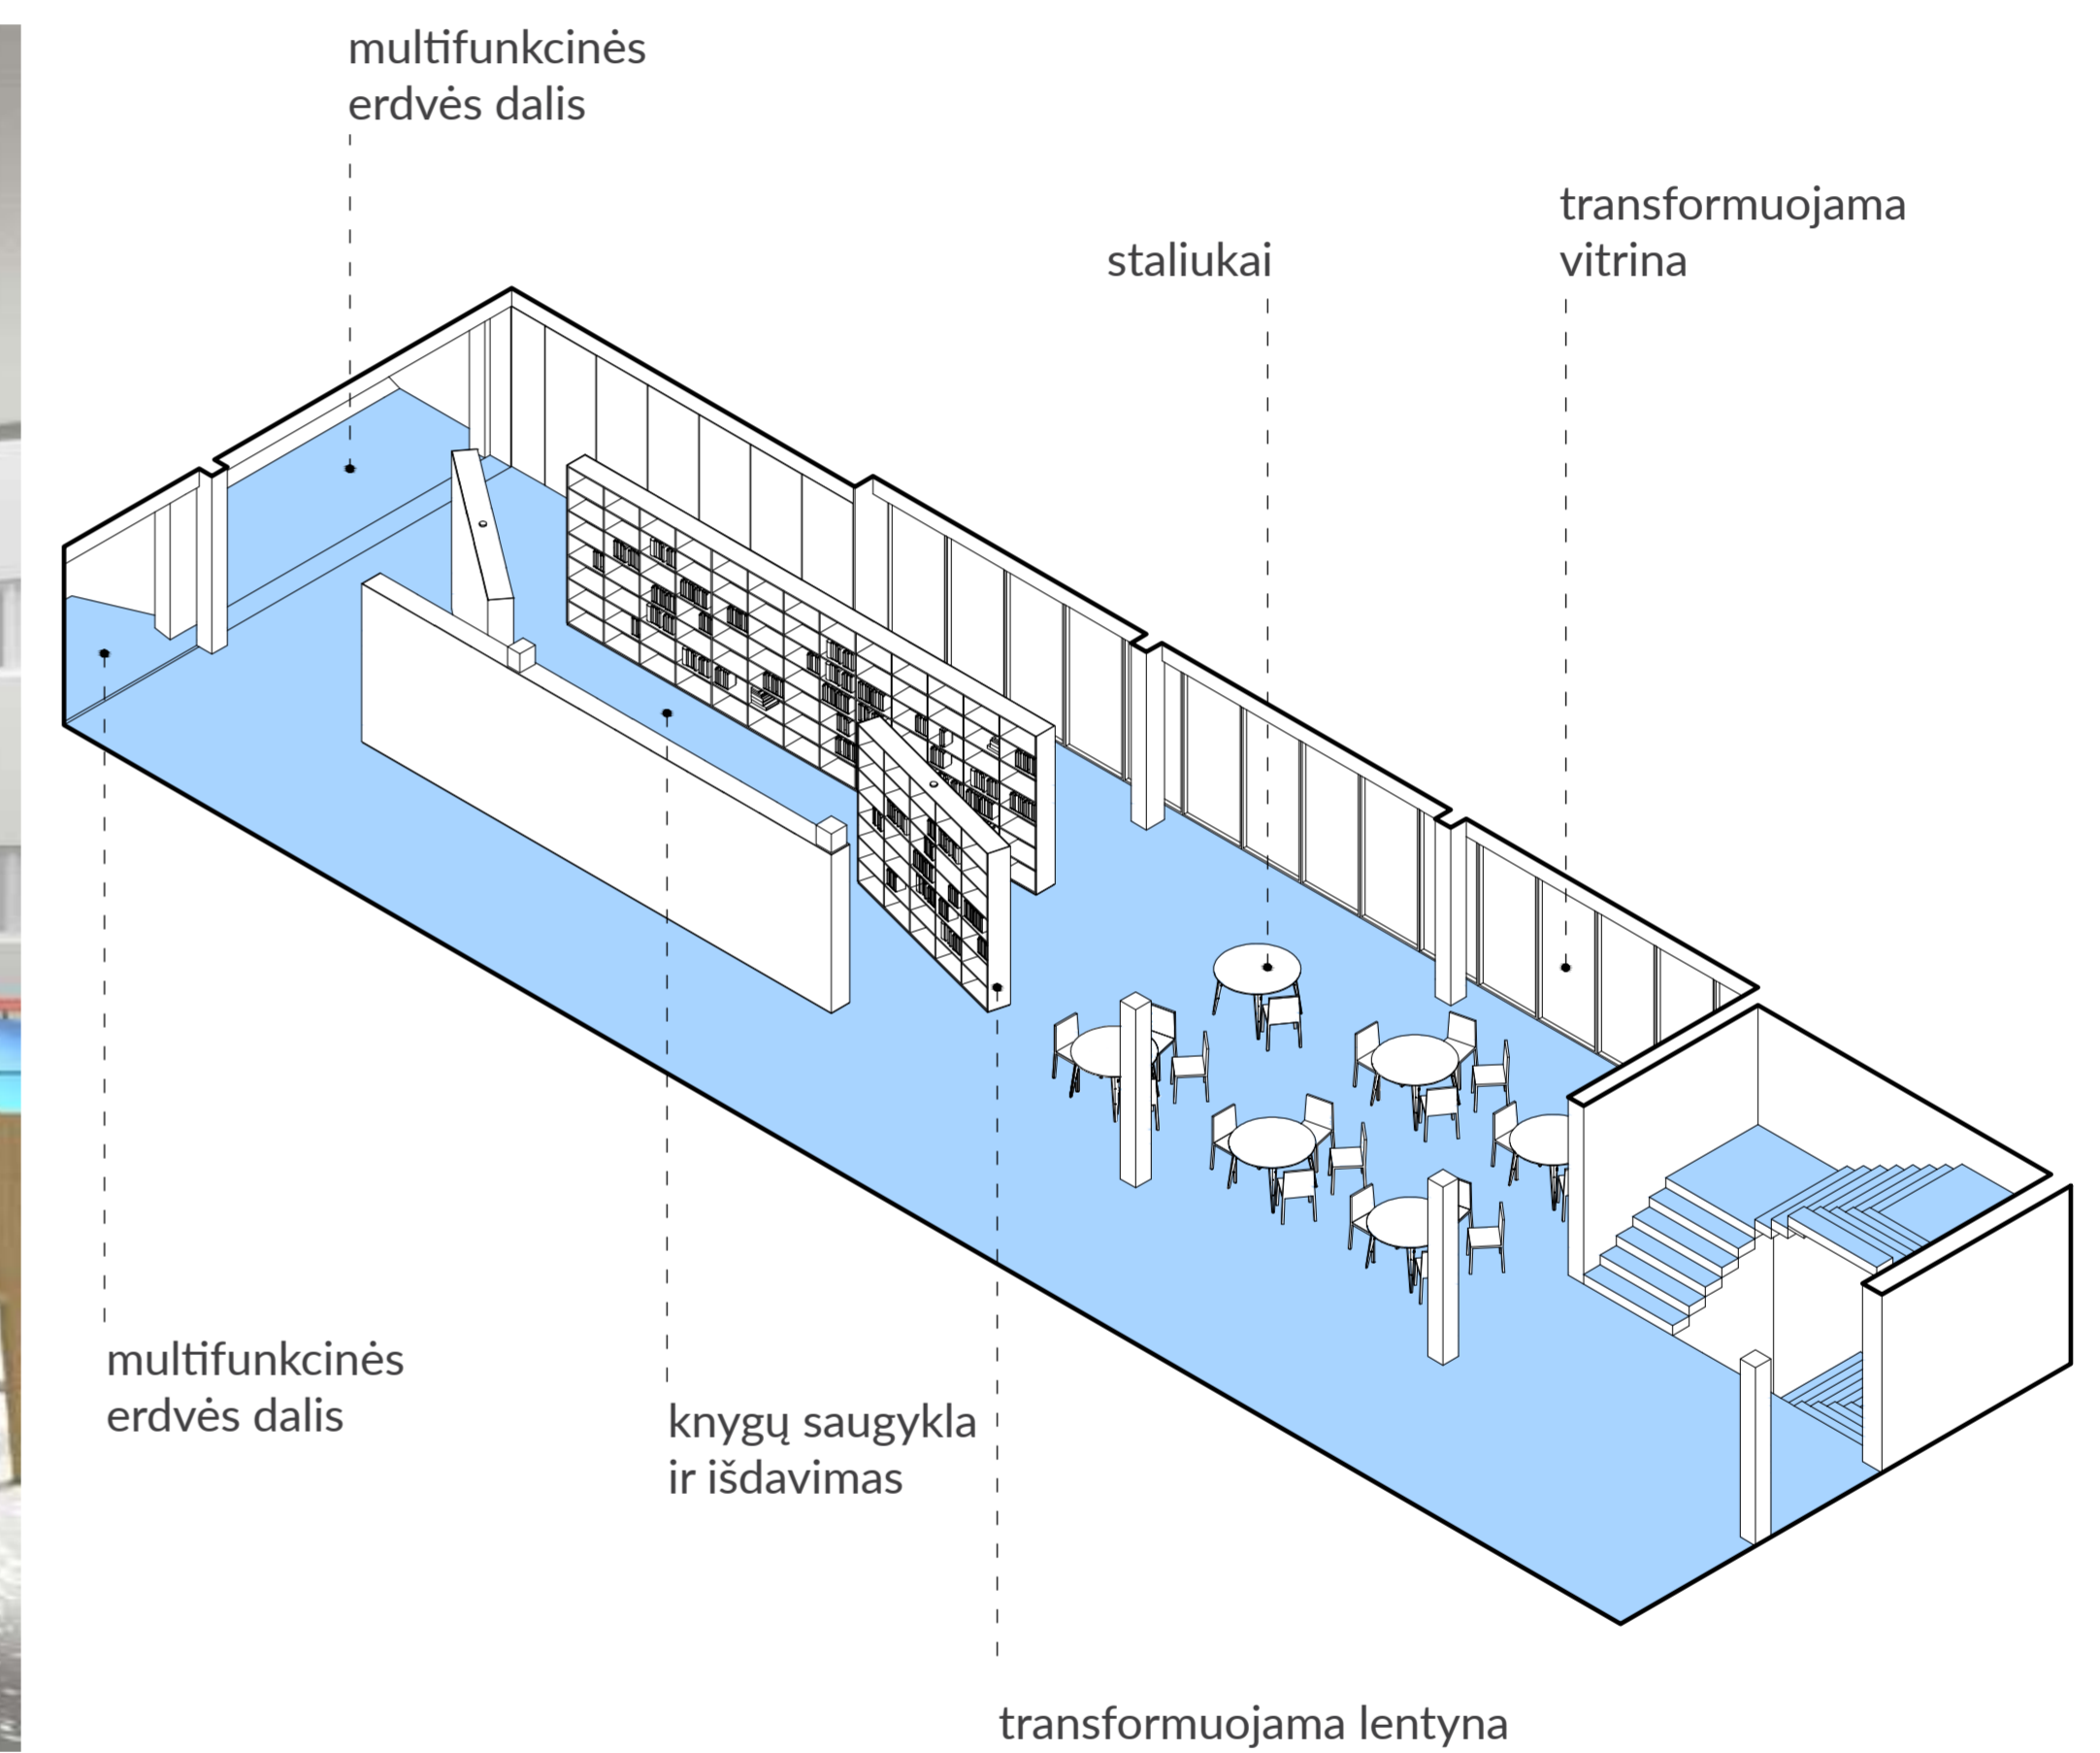 multifunkcinės
erdvės dalis
transformuojama
vitrina
staliukai
multifunkcinės
erdvės dalis
knygų saugykla
ir išdavimas
transformuojama lentyna